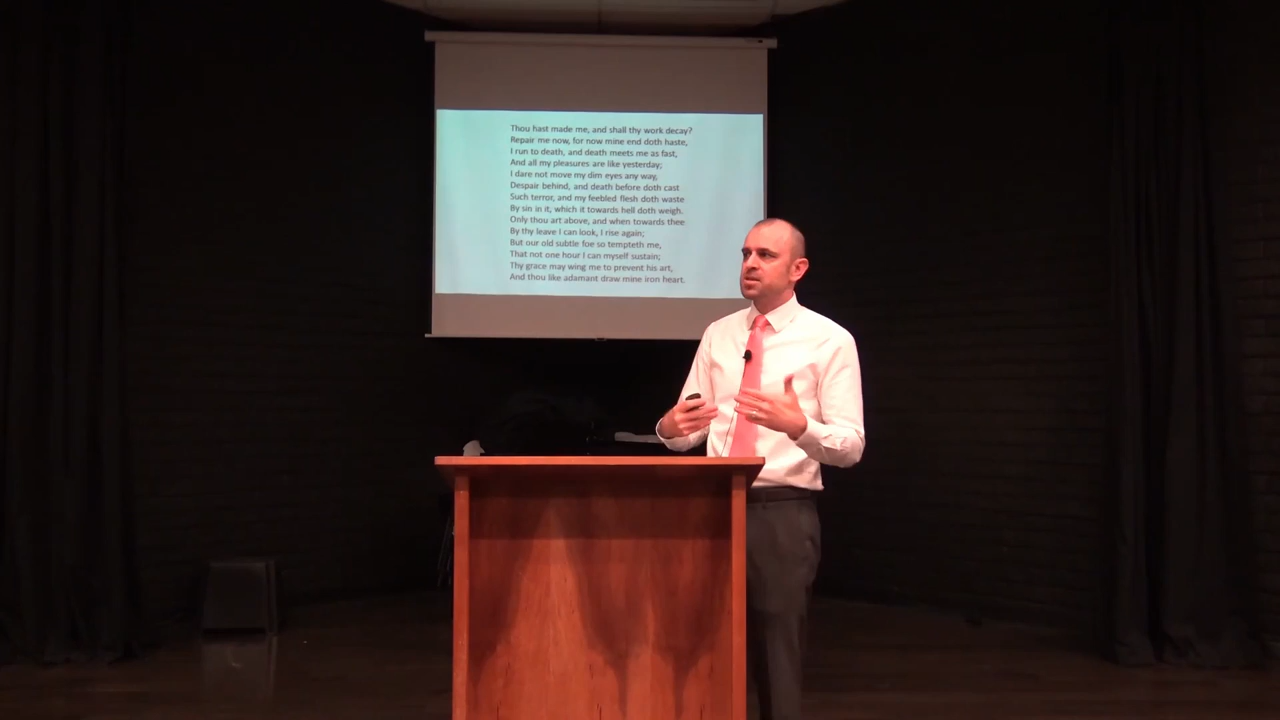 Thou hast made me, and shall thy work decay?
Repair me now, for now mine end doth haste,
I run to death, and death meets me as fast,
And all my pleasures are like yesterday;
I dare not move my dim eyes any way,
Despair behind, and death before doth cast
Such terror, and my feebled flesh doth waste
By sin in it, which it towards hell doth weigh.
Only thou art above, and when towards thee
By thy leave I can look, I rise again;
But our old subtle foe so tempteth me,
That not one hour I can myself sustain;
Thy grace may wing me to prevent his art,
And thou like adamant draw mine iron heart.